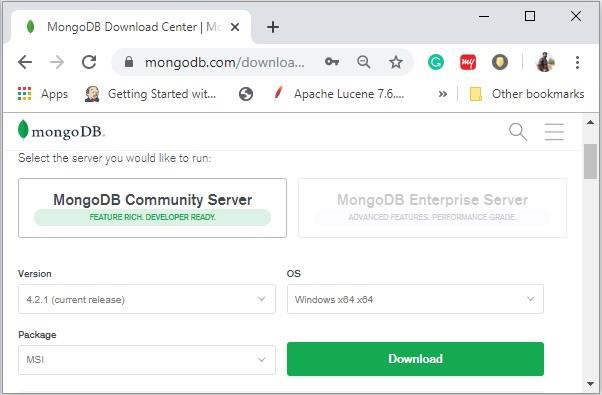 MongoDB Download Center | Mo
mongodb.com/downloa...
Apps Getting Started wit... Apache Lucene 7.6.... » Other bookmarks
mongoDB.
Select the server you would like to run:
MongoDB Community Server MongoDB Enterprise Server
FEATURE RICH. DEVELOPER READY. ADVANCED FEATURES. PERFORMANCE GRADE.
Version OS
4.2.1 (current release) Windows x64 x64
Package
MSI Download